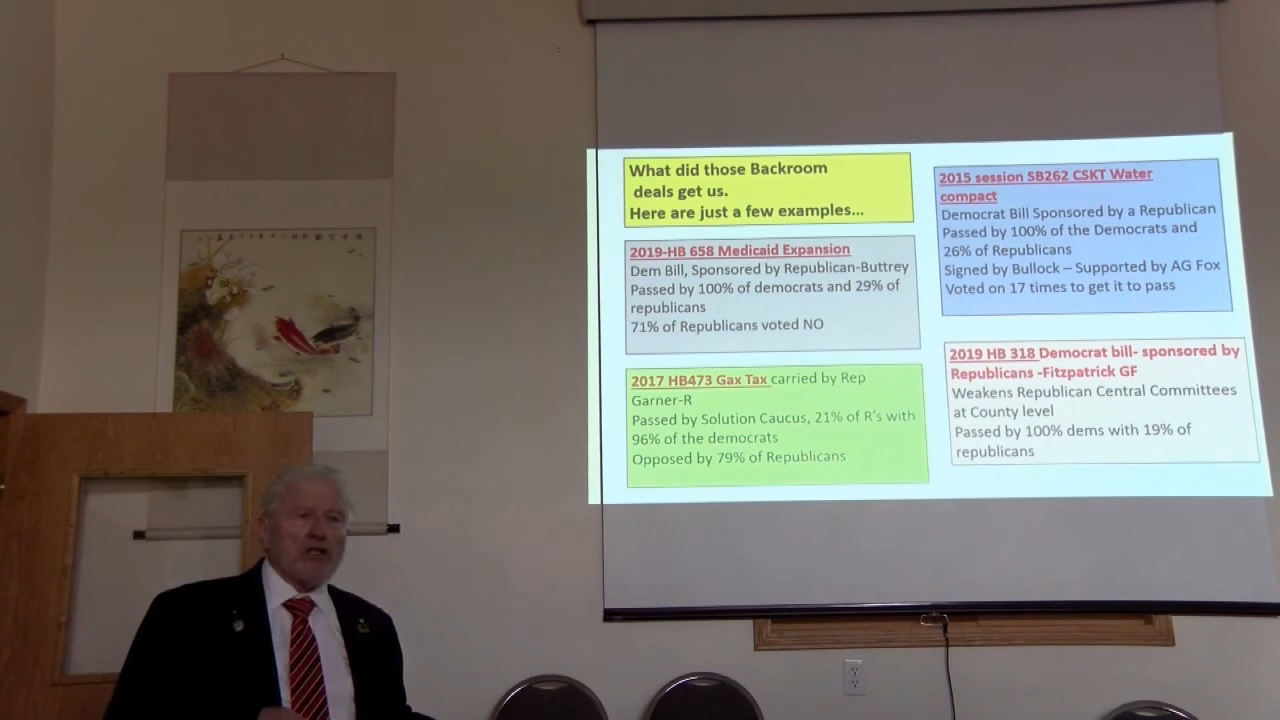 What did those Backroom
deals get us.
Here are just a few examples...
2019-HB 658 Medicaid Expansion
Dem Bill, Sponsored by Republican-Buttrey
Passed by 100% of democrats and 29% of
republicans
71% of Republicans voted NO
2017 HB473 Gax Tax carried by Rep
Garner-R
Passed by Solution Caucus, 21% of R's with
96% of the democrats
Opposed by 79% of Republicans
2015 session SB262 CSKT Water
compact
Democrat Bill Sponsored by a Republican
Passed by 100% of the Democrats and
26% of Republicans
Signed by Bullock – Supported by AG Fox
Voted on 17 times to get it to pass
2019 HB 318 Democrat bill- sponsored by
Republicans -Fitzpatrick GF
Weakens Republican Central Committees
at County level
Passed by 100% dems with 19% of
republicans